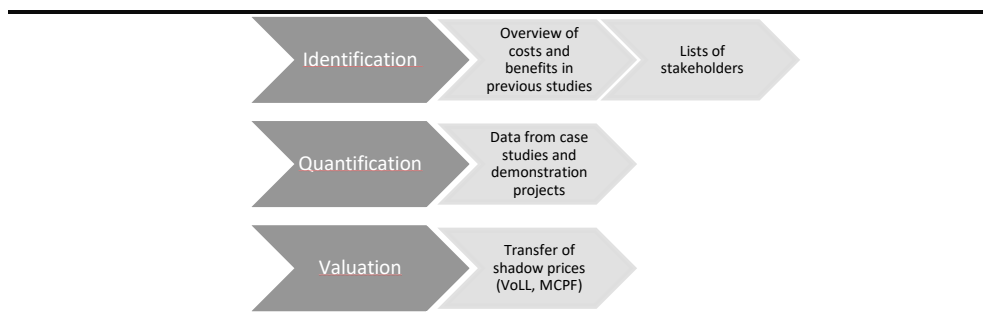 Identification
Overview of
costs and
benefits in
previous studies
Lists of
stakeholders
Quantification
Data from case
studies and
demonstration
projects
Valuation
Transfer of
shadow prices
(VoLL, MCPF)